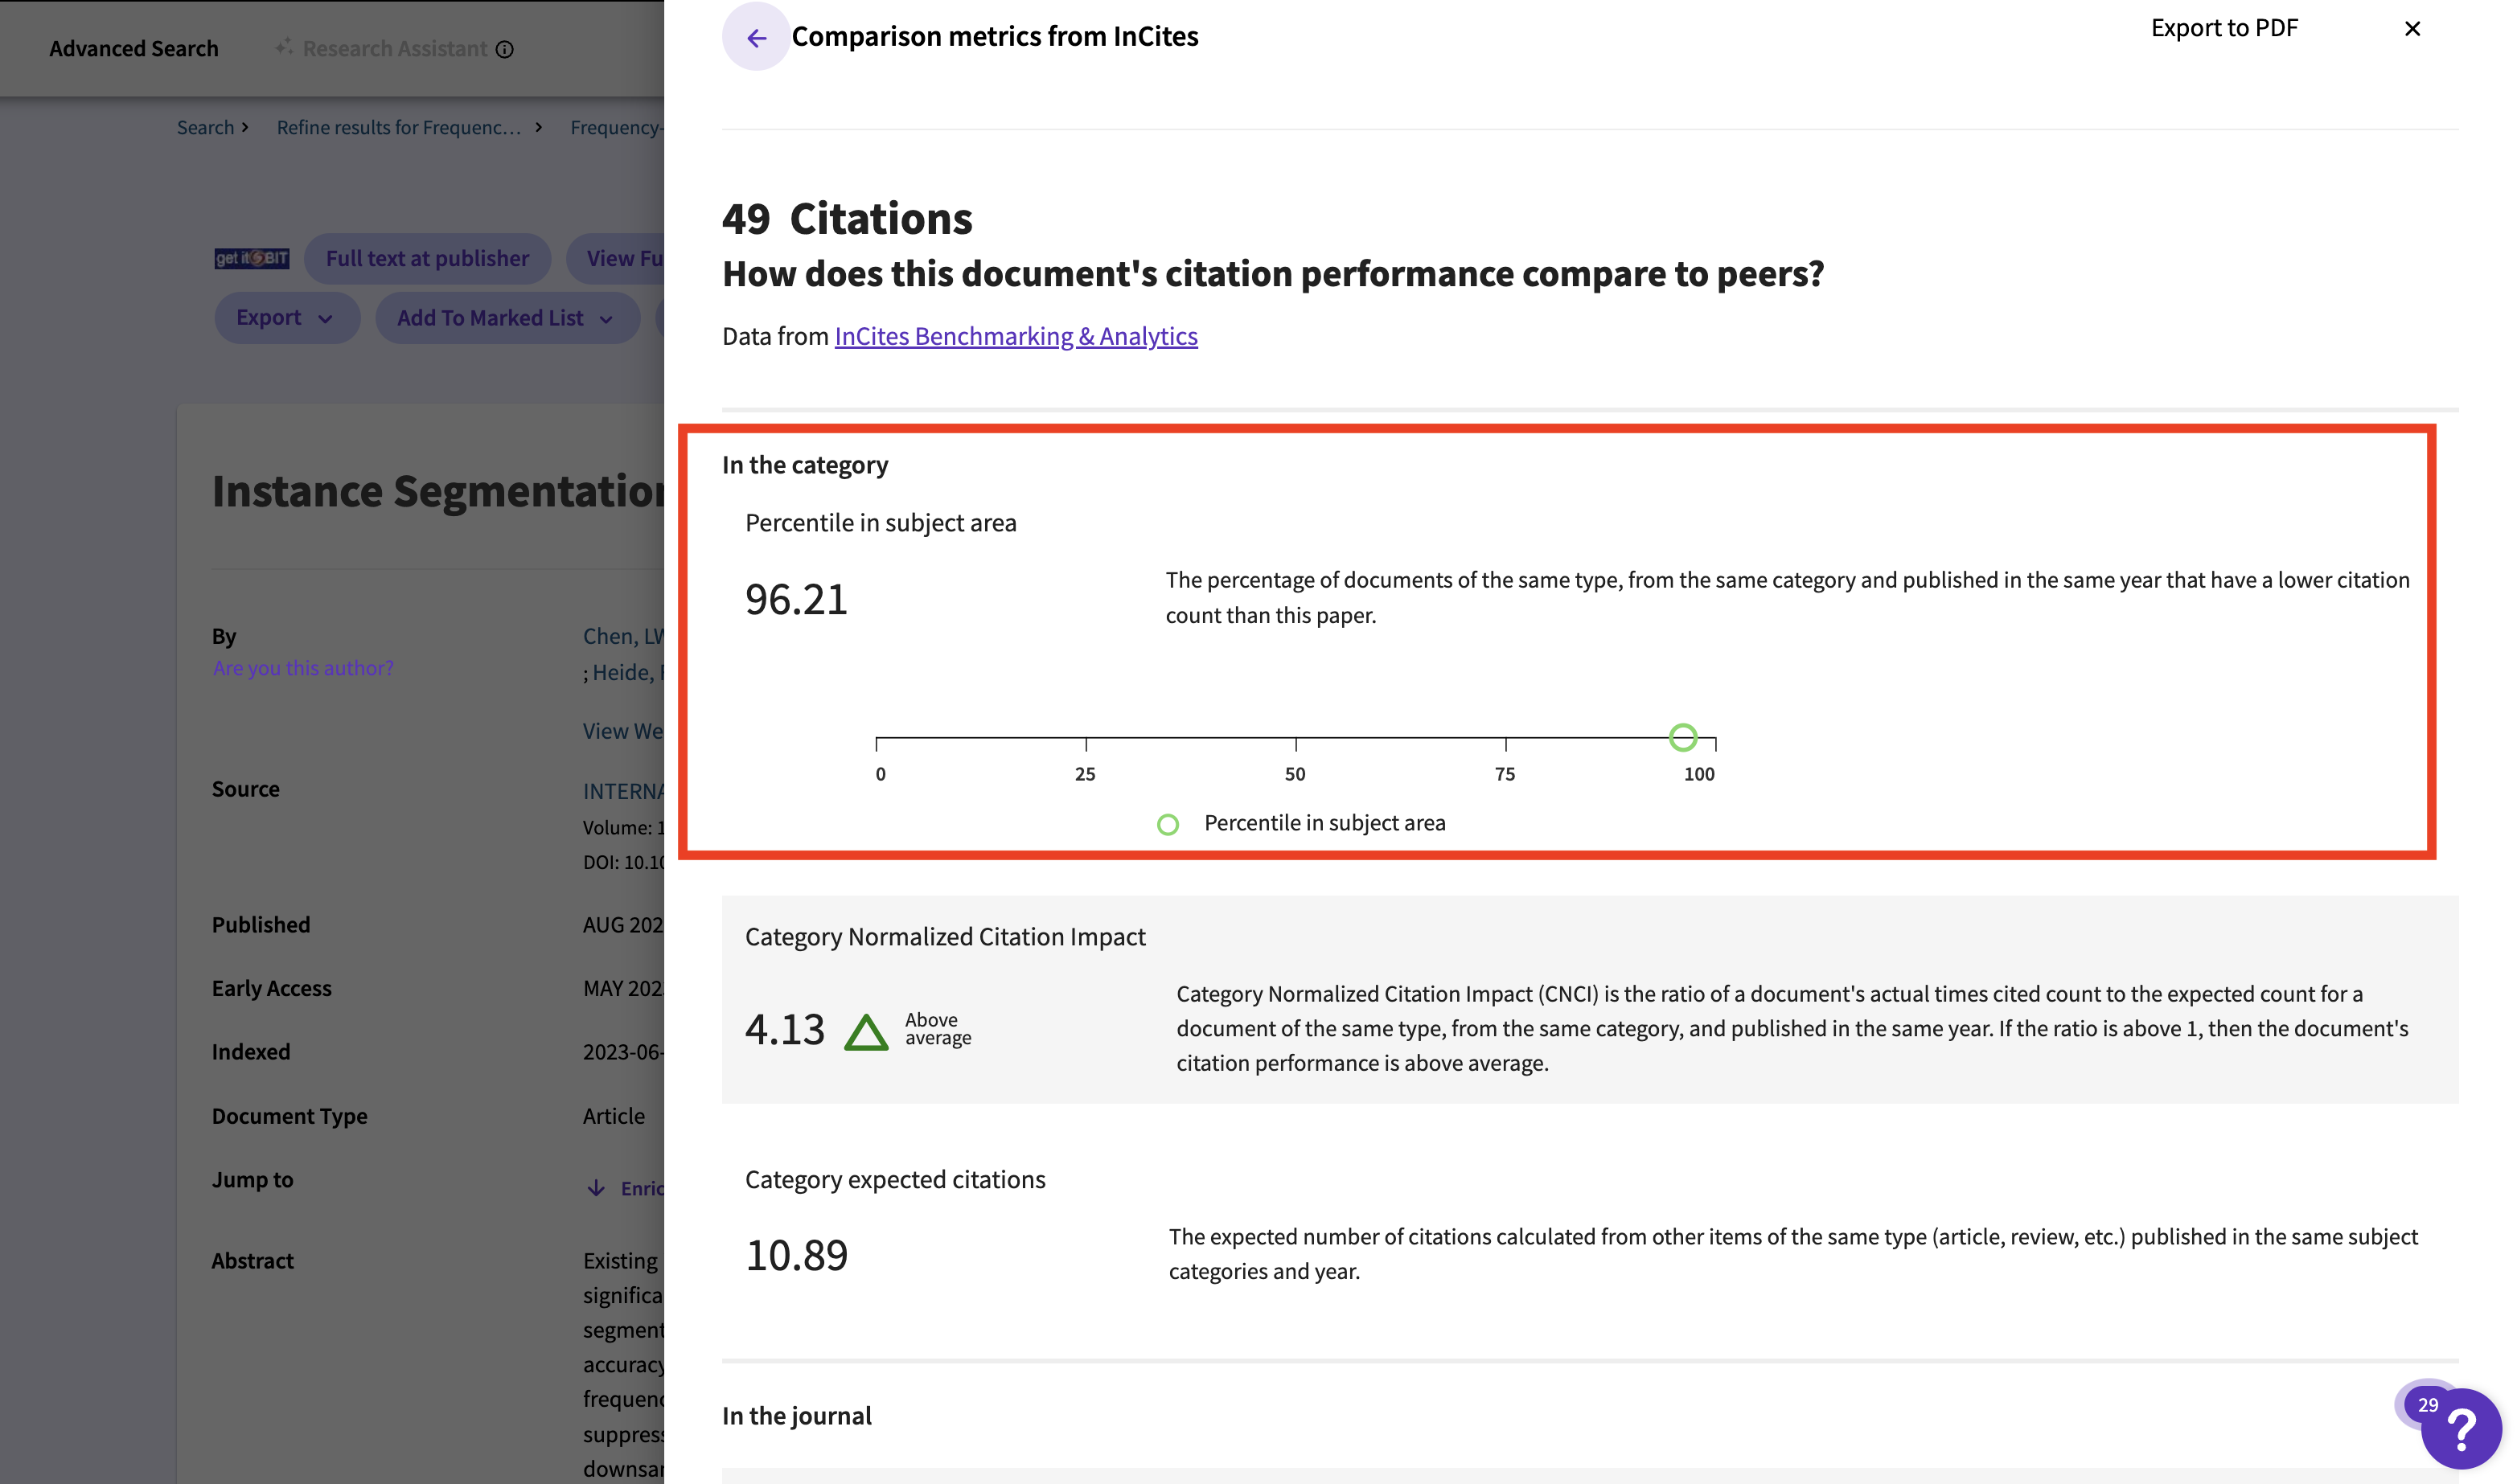 Advanced Search
Research Assistant
Comparison metrics from InCites
Export to PDF
Search
Refine results for Frequenc...
Frequency-
get it BIT
Full text at publisher
View Fu
Export
Add To Marked List
49 Citations
How does this document's citation performance compare to peers?
Data from InCites Benchmarking & Analytics
Instance Segmentation
By
Are you this author?
Chen, LW
; Heide, F
View We
Source
INTERNA
Volume: 1
DOI: 10.10
Published
AUG 202
Early Access
MAY 202
Indexed
2023-06-
Document Type
Article
Jump to
Enric
Abstract
Existing
significa
segment
accuracy
frequenc
suppress
downsam
In the category
Percentile in subject area
96.21
The percentage of documents of the same type, from the same category and published in the same year that have a lower citation
count than this paper.
0 25 50 75 100
Percentile in subject area
Category Normalized Citation Impact
4.13
Above
average
Category Normalized Citation Impact (CNCI) is the ratio of a document's actual times cited count to the expected count for a
document of the same type, from the same category, and published in the same year. If the ratio is above 1, then the document's
citation performance is above average.
Category expected citations
10.89
The expected number of citations calculated from other items of the same type (article, review, etc.) published in the same subject
categories and year.
In the journal
29
?